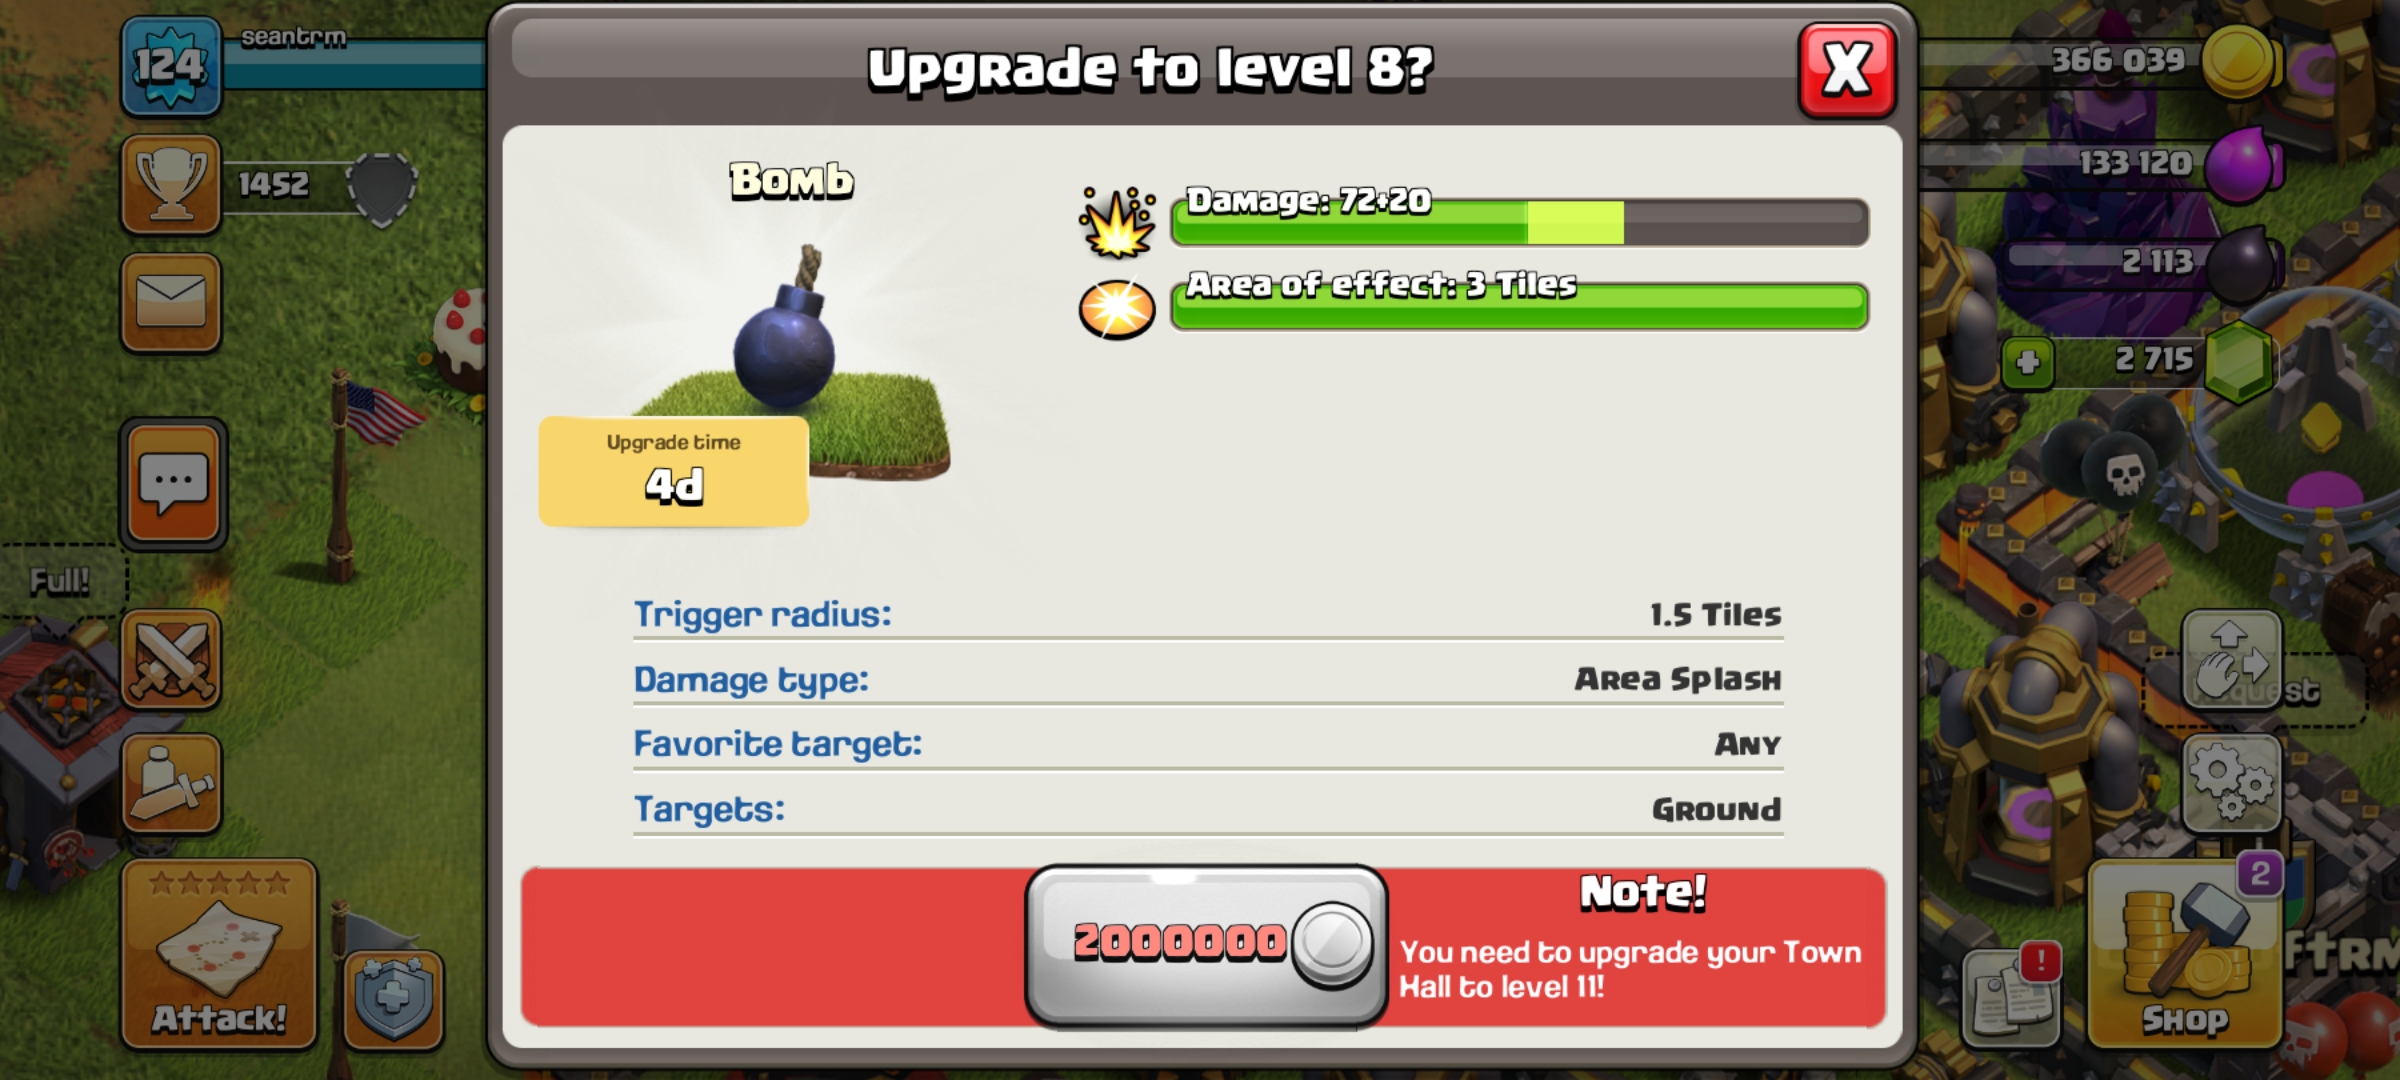 124
seantrm
1452
Full!
Attack!
Upgrade to level 8?
X
Bomb
Upgrade time
4d
Damage: 72+20
Area of effect: 3 Tiles
Trigger radius: 1.5 Tiles
Damage type: Area Splash
Favorite target: Any
Targets: Ground
2000000
Note!
You need to upgrade your Town
Hall to level 11!
366 039
133 120
2 113
2 715
2
!
Shop